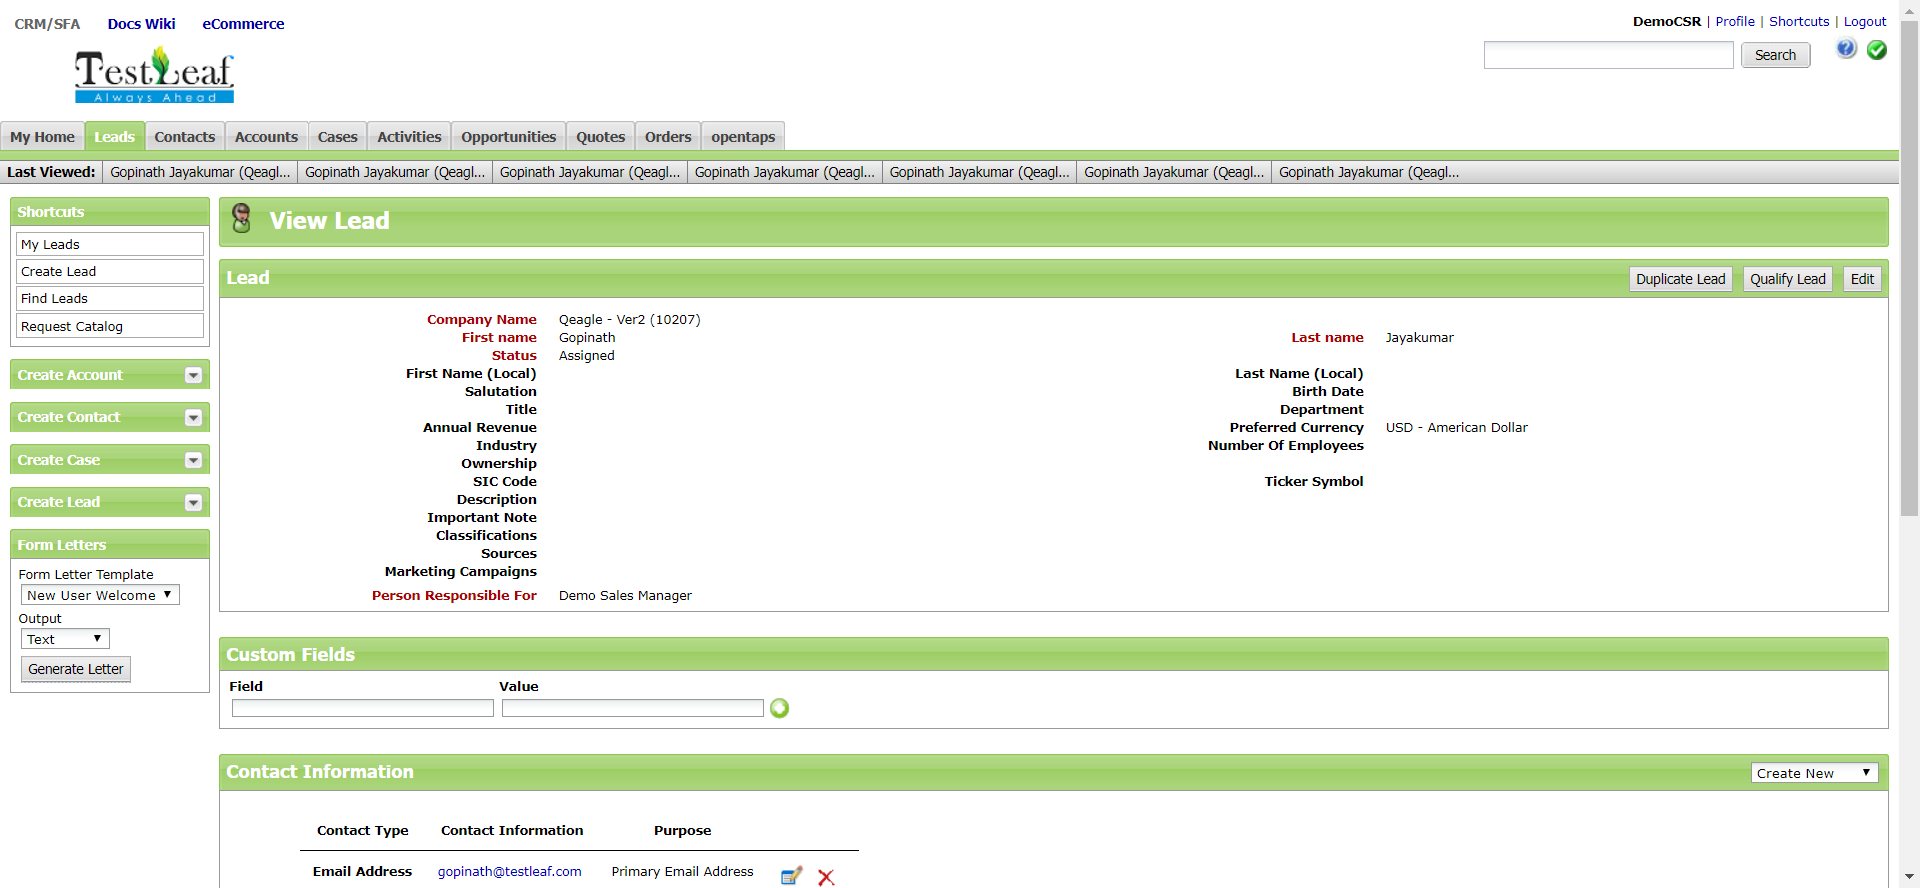 CRM/SFA Docs Wiki eCommerce
DemoCSR | Profile | Shortcuts | Logout
TestLeaf
Always Ahead
Search
My Home Leads Contacts Accounts Cases Activities Opportunities Quotes Orders opentaps
Last Viewed: Gopinath Jayakumar (Qeagl... Gopinath Jayakumar (Qeagl... Gopinath Jayakumar (Qeagl... Gopinath Jayakumar (Qeagl... Gopinath Jayakumar (Qeagl... Gopinath Jayakumar (Qeagl... Gopinath Jayakumar (Qeagl...
Shortcuts
My Leads
Create Lead
Find Leads
Request Catalog
Create Account
Create Contact
Create Case
Create Lead
Form Letters
Form Letter Template
New User Welcome
Output
Text
Generate Letter
View Lead
Lead
Duplicate Lead Qualify Lead Edit
Company Name Qeagle - Ver2 (10207)
First name Gopinath Last name Jayakumar
Status Assigned
First Name (Local) Last Name (Local)
Salutation Birth Date
Title Department
Annual Revenue Preferred Currency USD - American Dollar
Industry Number Of Employees
Ownership
SIC Code Ticker Symbol
Description
Important Note
Classifications
Sources
Marketing Campaigns
Person Responsible For Demo Sales Manager
Custom Fields
Field Value
Contact Information
Create New
Contact Type Contact Information Purpose
Email Address gopinath@testleaf.com Primary Email Address